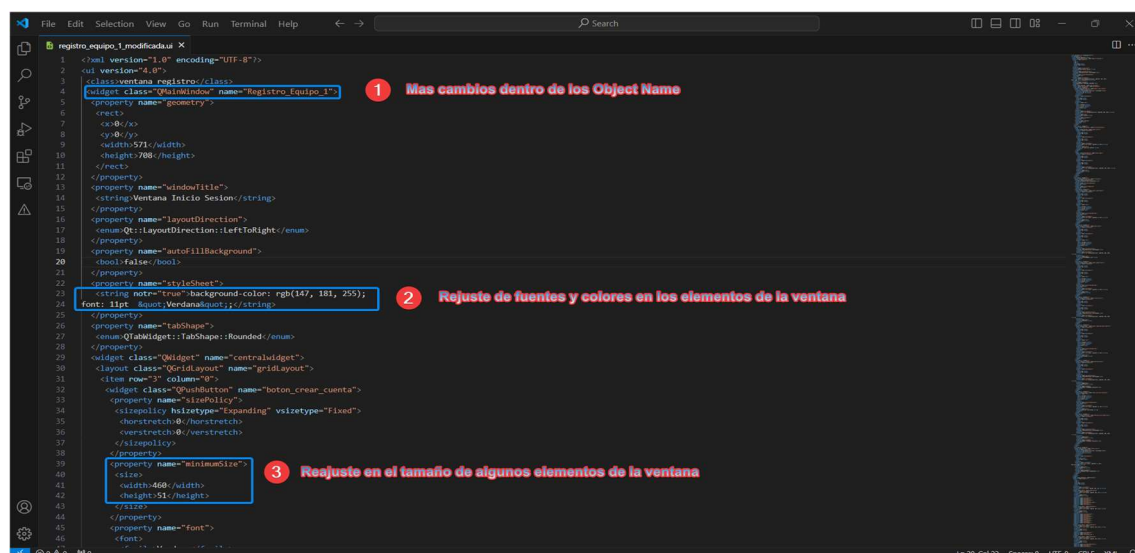 File Edit Selection View Go Run Terminal Help Search
registro_equipo_1_modificada.ui
1 <?xml version="1.0" encoding="UTF-8"?>
2 <ui version="4.0">
3 <class>ventana registro</class>
4 <widget class="QMainWindow" name="Registro_Equipo_1">
1 Mas cambios dentro de los Object Name
5 <property name="geometry">
6 <rect>
7 <x>0</x>
8 <y>0</y>
9 <width>571</width>
10 <height>708</height>
11 </rect>
12 </property>
13 <property name="windowTitle">
14 <string>Ventana Inicio Sesion</string>
15 </property>
16 <property name="layoutDirection">
17 <enum>Qt::LayoutDirection::LeftToRight</enum>
18 </property>
19 <property name="autoFillBackground">
20 <bool>false</bool>
21 </property>
22 <property name="styleSheet">
23 <string notr="true">background-color: rgb(147, 181, 255);
24 font: 11pt &quot;Verdana&quot;;</string>
2 Rejuste de fuentes y colores en los elementos de la ventana
25 </property>
26 <property name="tabShape">
27 <enum>QTabWidget::TabShape::Rounded</enum>
28 </property>
29 <widget class="QWidget" name="centralwidget">
30 <layout class="QGridLayout" name="gridLayout">
31 <item row="3" column="0">
32 <widget class="QPushButton" name="boton_crear_cuenta">
33 <property name="sizePolicy">
34 <sizepolicy hsizetype="Expanding" vsizetype="Fixed">
35 <horstretch>0</horstretch>
36 <verstretch>0</verstretch>
37 </sizepolicy>
38 </property>
39 <property name="minimumSize">
40 <size>
3 Reajuste en el tamaño de algunos elementos de la ventana
41 <width>460</width>
42 <height>51</height>
43 </size>
44 </property>
45 <property name="font">
46 <font>